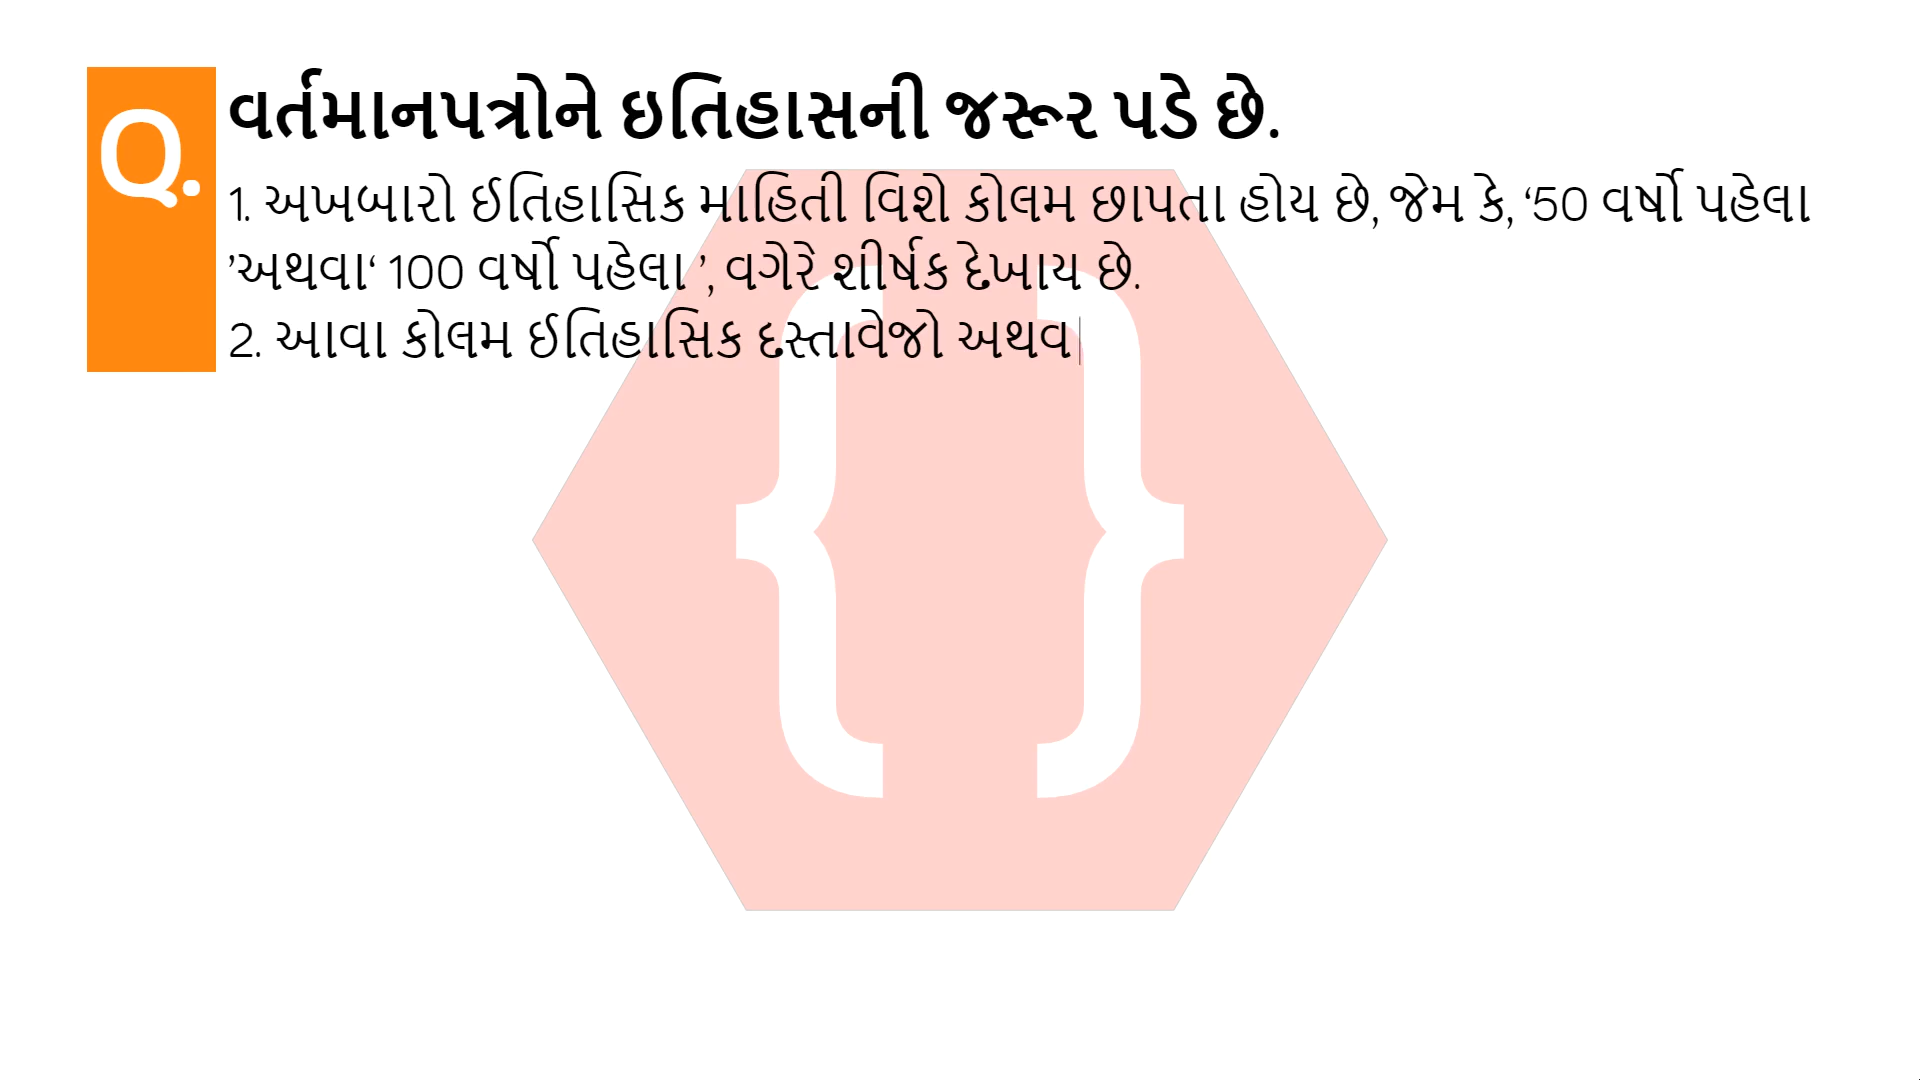 Q.
વર્તમાનપત્રોને ઇતિહાસની જરૂર પડે છે.
1. અખબારો ઈતિહાસિક માહિતી વિશે કોલમ છાપતા હોય છે, જેમ કે, ‘50 વર્ષો પહેલા
’અથવા‘ 100 વર્ષો પહેલા ’, વગેરે શીર્ષક દેખાય છે.
2. આવા કોલમ ઈતિહાસિક દસ્તાવેજો અથવ